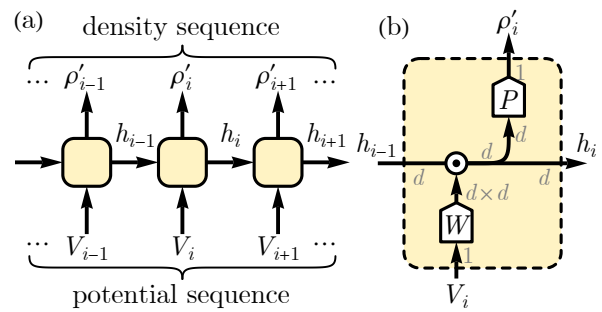 (a)
density sequence
... ρ′ᵢ₋₁ ρ′ᵢ ρ′ᵢ₊₁ ...
hᵢ₋₁ hᵢ hᵢ₊₁
... Vᵢ₋₁ Vᵢ Vᵢ₊₁ ...
potential sequence
(b)
ρ′ᵢ
1
P
d
hᵢ₋₁ d d d hᵢ
d×d
W
1
Vᵢ